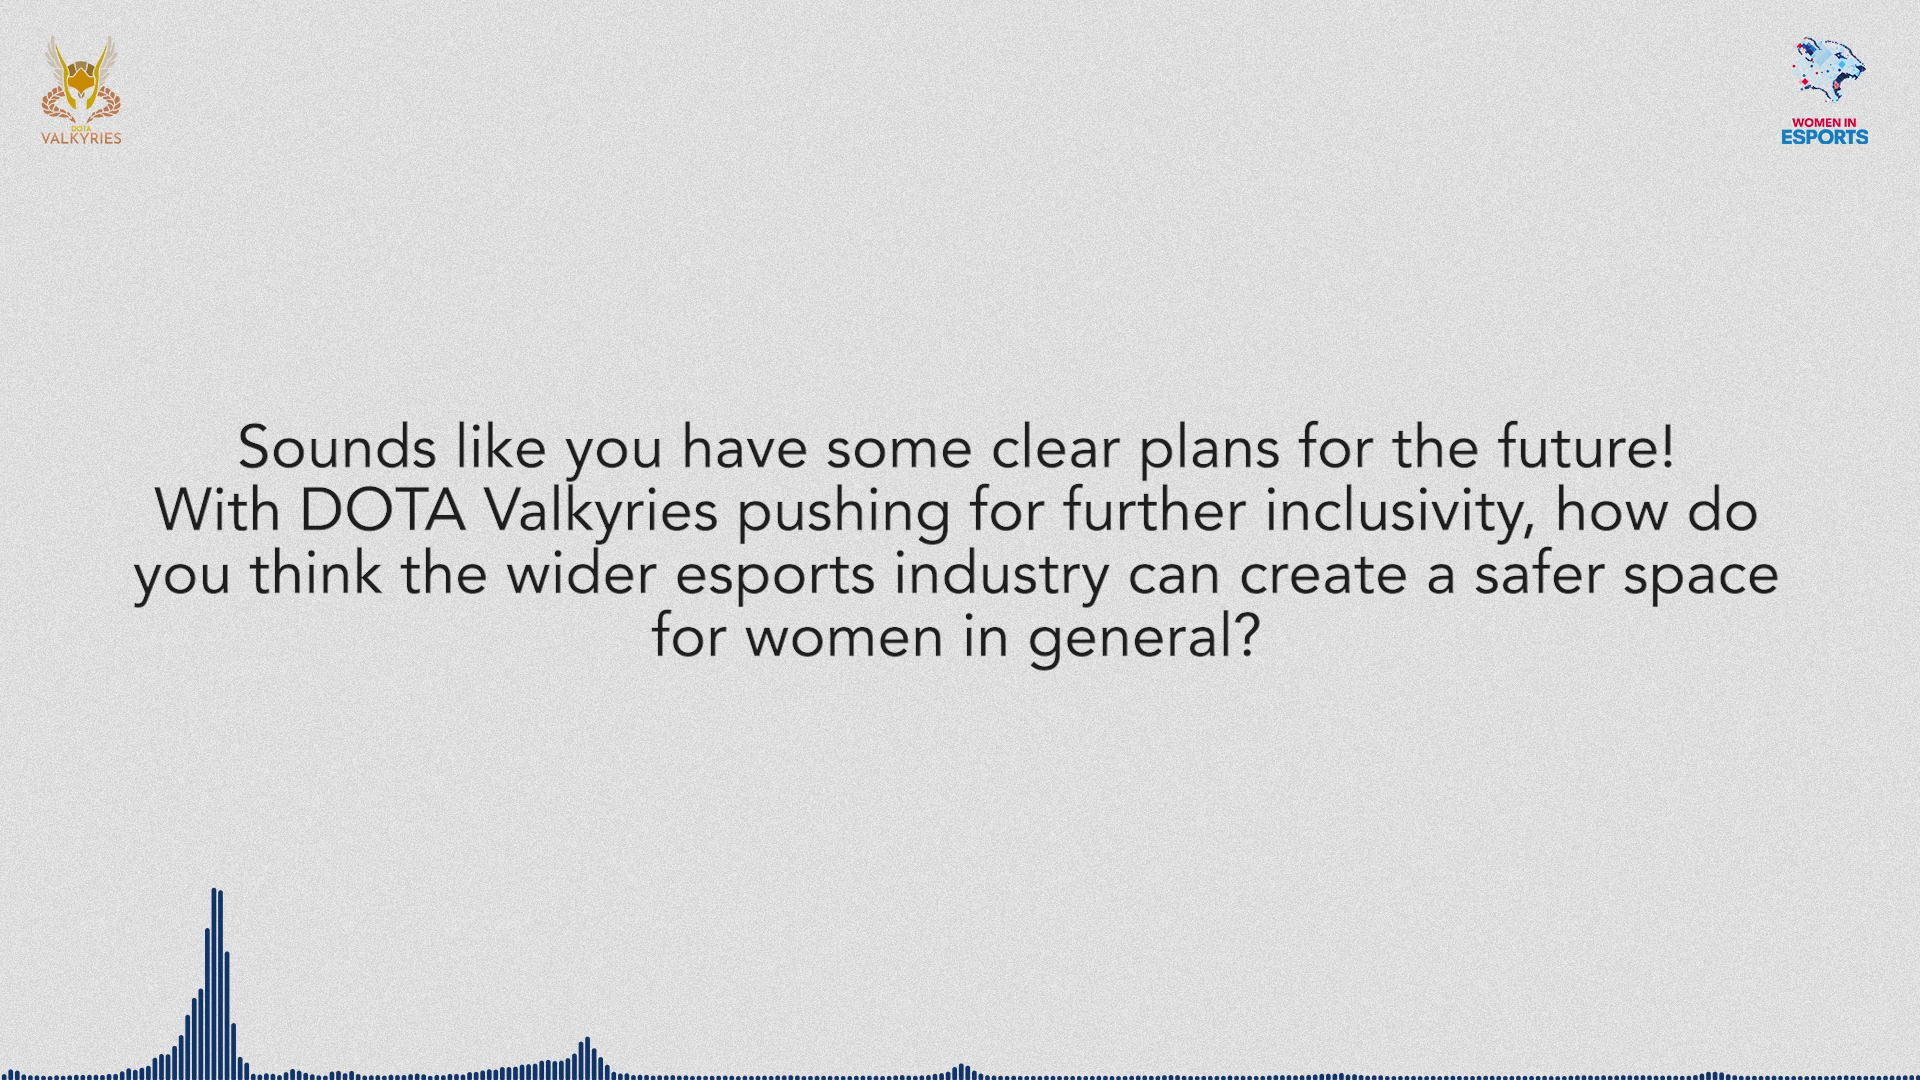 DOTA
VALKYRIES
WOMEN IN
ESPORTS
Sounds like you have some clear plans for the future!
With DOTA Valkyries pushing for further inclusivity, how do
you think the wider esports industry can create a safer space
for women in general?